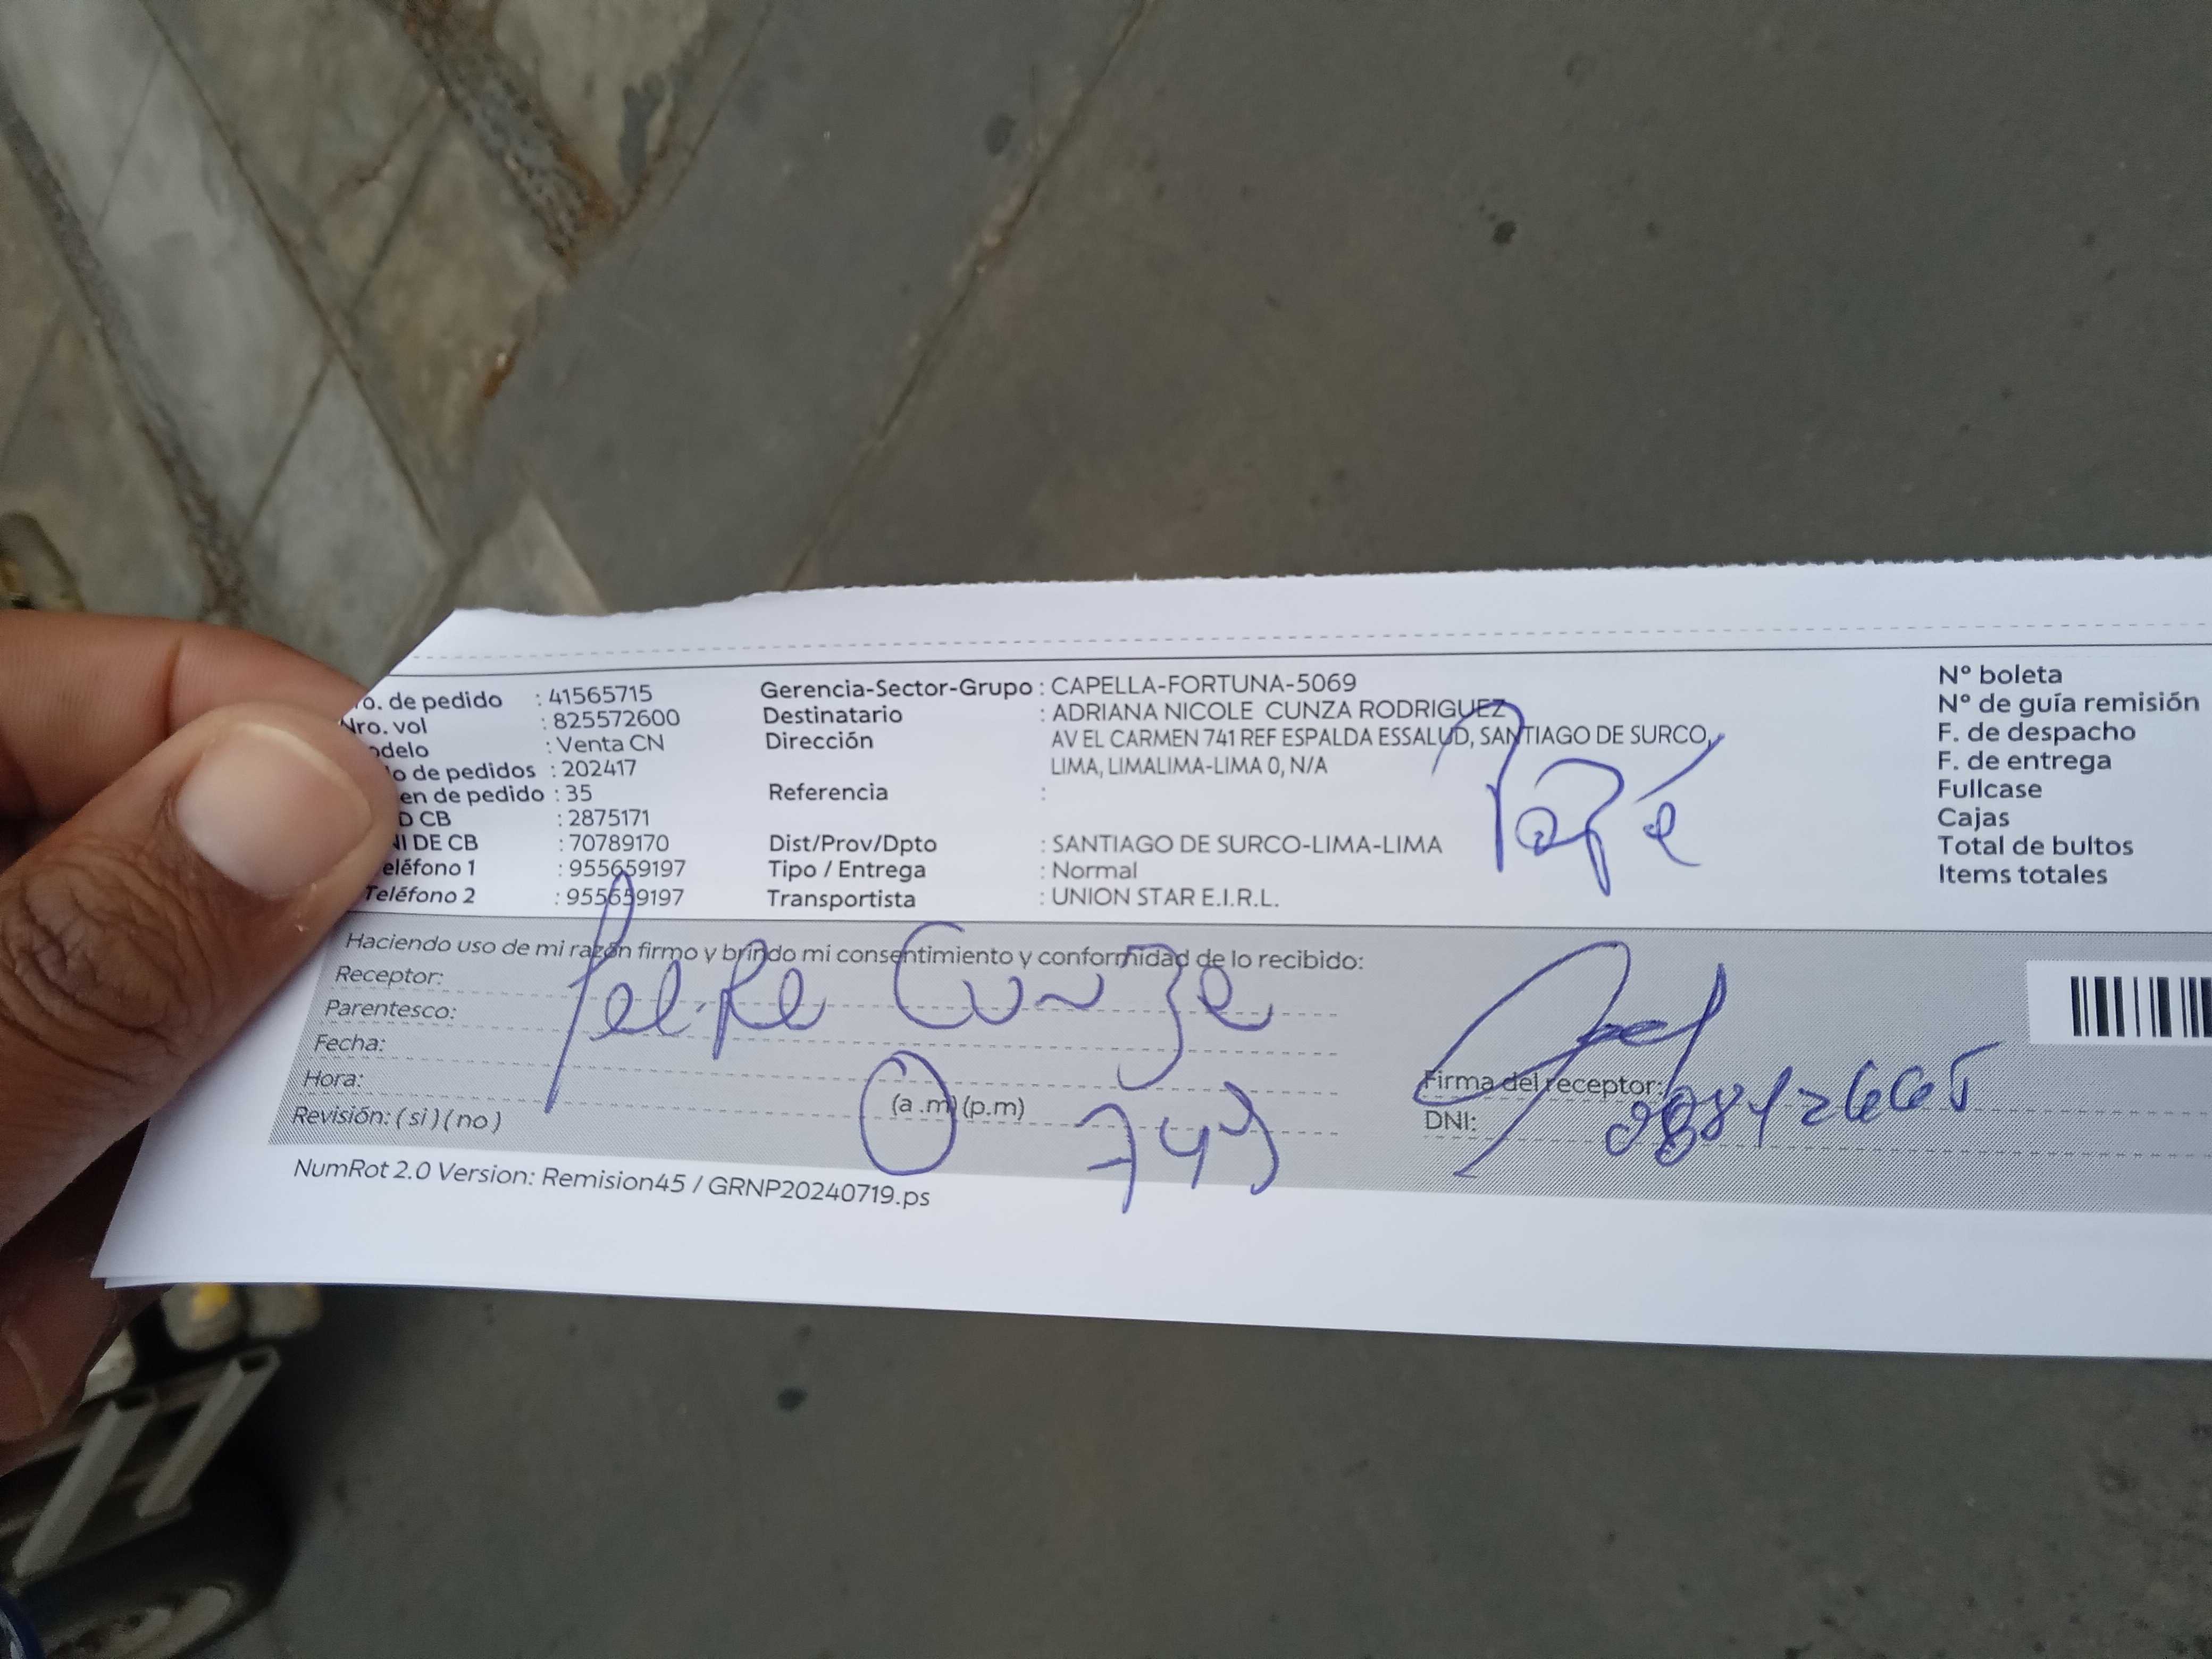 o. de pedido : 41565715
Nro. vol : 825572600
odelo : Venta CN
o de pedidos : 202417
en de pedido : 35
D CB : 2875171
NI DE CB : 70789170
eléfono 1 : 955659197
Teléfono 2 : 955659197
Gerencia-Sector-Grupo : CAPELLA-FORTUNA-5069
Destinatario : ADRIANA NICOLE CUNZA RODRIGUEZ
Dirección AV EL CARMEN 741 REF ESPALDA ESSALUD, SANTIAGO DE SURCO,
LIMA, LIMALIMA-LIMA 0, N/A
Referencia :
Dist/Prov/Dpto : SANTIAGO DE SURCO-LIMA-LIMA
Tipo / Entrega : Normal
Transportista : UNION STAR E.I.R.L.
Papé
Nº boleta
Nº de guía remisión
F. de despacho
F. de entrega
Fullcase
Cajas
Total de bultos
Items totales
Haciendo uso de mi razón firmo y brindo mi consentimiento y conformidad de lo recibido:
Receptor:
Parentesco:
Fecha:
Hora: (a .m) (p.m)
Revisión: ( si ) ( no )
Firma del receptor:
DNI:
NumRot 2.0 Version: Remision45 / GRNP20240719.ps